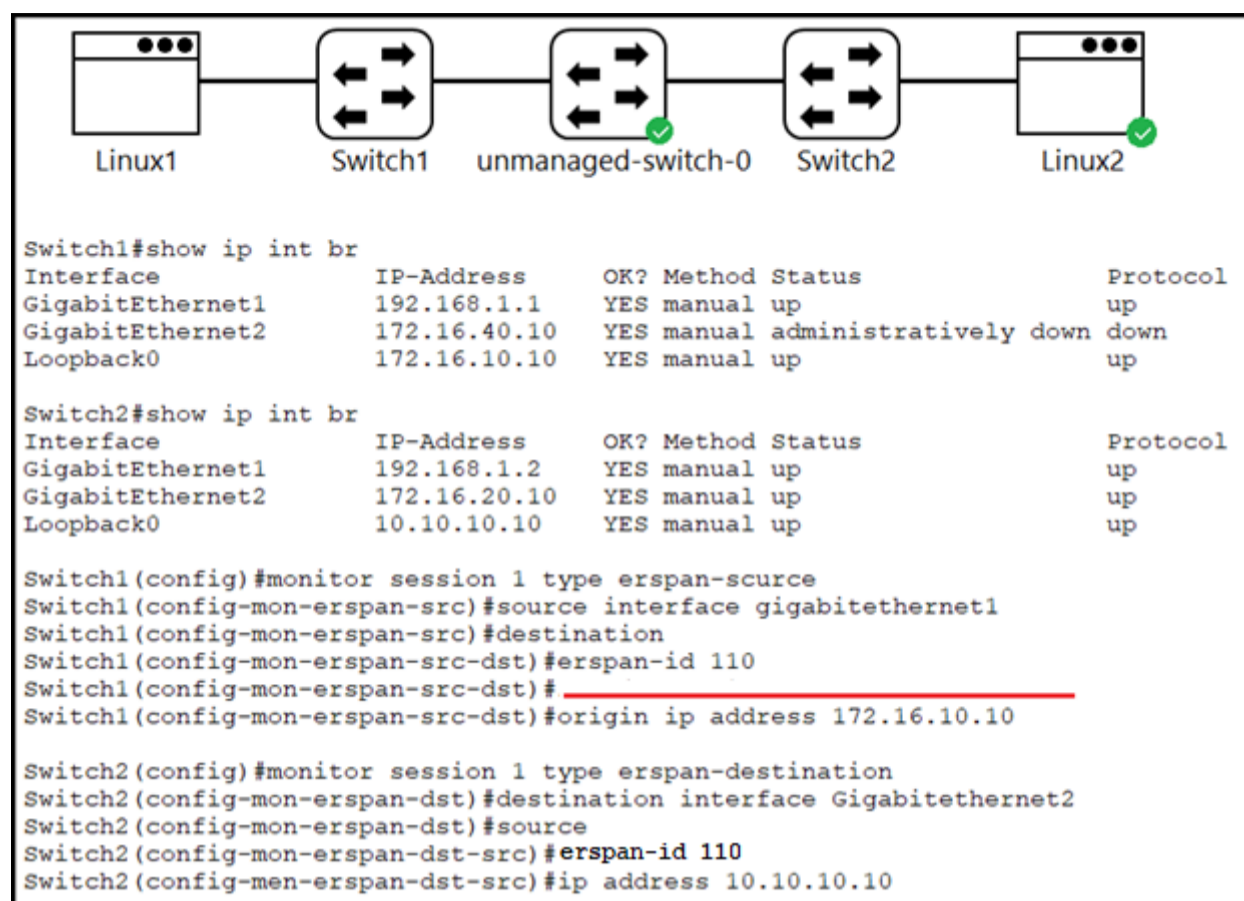 Linux1 Switch1 unmanaged-switch-0 Switch2 Linux2
Switch1#show ip int br
Interface IP-Address OK? Method Status Protocol
GigabitEthernet1 192.168.1.1 YES manual up up
GigabitEthernet2 172.16.40.10 YES manual administratively down down
Loopback0 172.16.10.10 YES manual up up
Switch2#show ip int br
Interface IP-Address OK? Method Status Protocol
GigabitEthernet1 192.168.1.2 YES manual up up
GigabitEthernet2 172.16.20.10 YES manual up up
Loopback0 10.10.10.10 YES manual up up
Switch1(config)#monitor session 1 type erspan-scurce
Switch1(config-mon-erspan-src)#source interface gigabitethernet1
Switch1(config-mon-erspan-src)#destination
Switch1(config-mon-erspan-src-dst)#erspan-id 110
Switch1(config-mon-erspan-src-dst)#
Switch1(config-mon-erspan-src-dst)#origin ip address 172.16.10.10
Switch2(config)#monitor session 1 type erspan-destination
Switch2(config-mon-erspan-dst)#destination interface Gigabitethernet2
Switch2(config-mon-erspan-dst)#source
Switch2(config-mon-erspan-dst-src)#erspan-id 110
Switch2(config-men-erspan-dst-src)#ip address 10.10.10.10